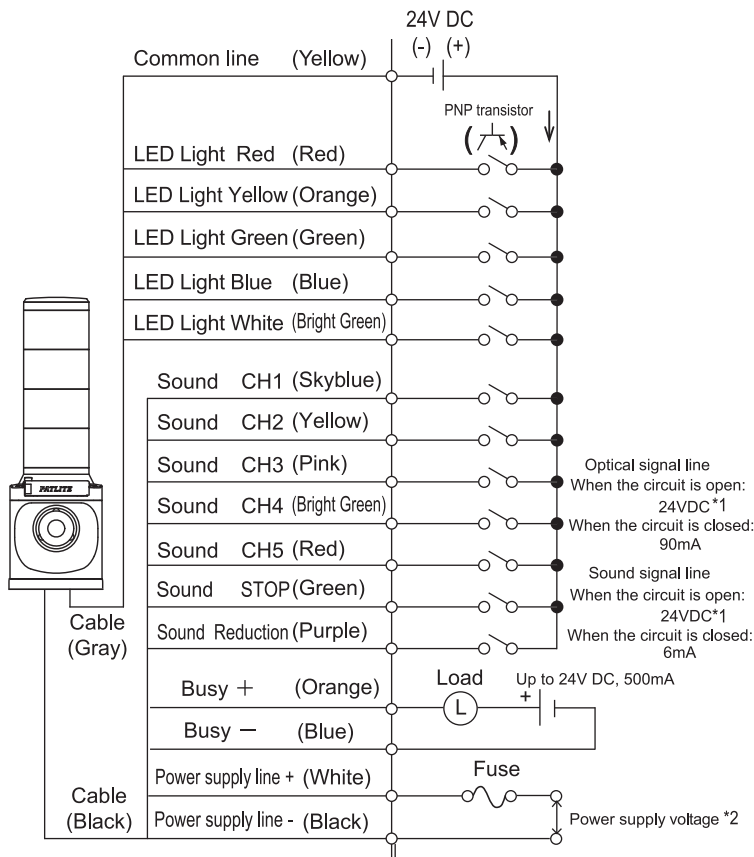 24V DC
(-) (+)
Common line (Yellow)
PNP transistor
( )
LED Light Red (Red)
LED Light Yellow (Orange)
LED Light Green (Green)
LED Light Blue (Blue)
LED Light White (Bright Green)
Sound CH1 (Skyblue)
Sound CH2 (Yellow)
Sound CH3 (Pink)
Sound CH4 (Bright Green)
Sound CH5 (Red)
Sound STOP (Green)
Sound Reduction (Purple)
Optical signal line
When the circuit is open:
24VDC*1
When the circuit is closed:
90mA
Sound signal line
When the circuit is open:
24VDC*1
When the circuit is closed:
6mA
PATLITE
Cable
(Gray)
Busy + (Orange)
Load
L
Up to 24V DC, 500mA
+
Busy − (Blue)
Power supply line + (White)
Fuse
Cable
(Black)
Power supply line - (Black)
Power supply voltage *2